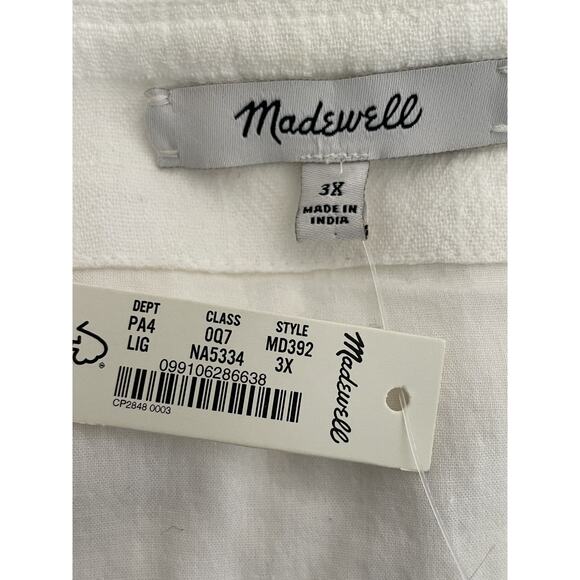 Madewell
3X
MADE IN
INDIA
DEPT CLASS STYLE
PA4 0Q7 MD392
LIG NA5334 3X
099106286638
CP2848 0003
Madewell